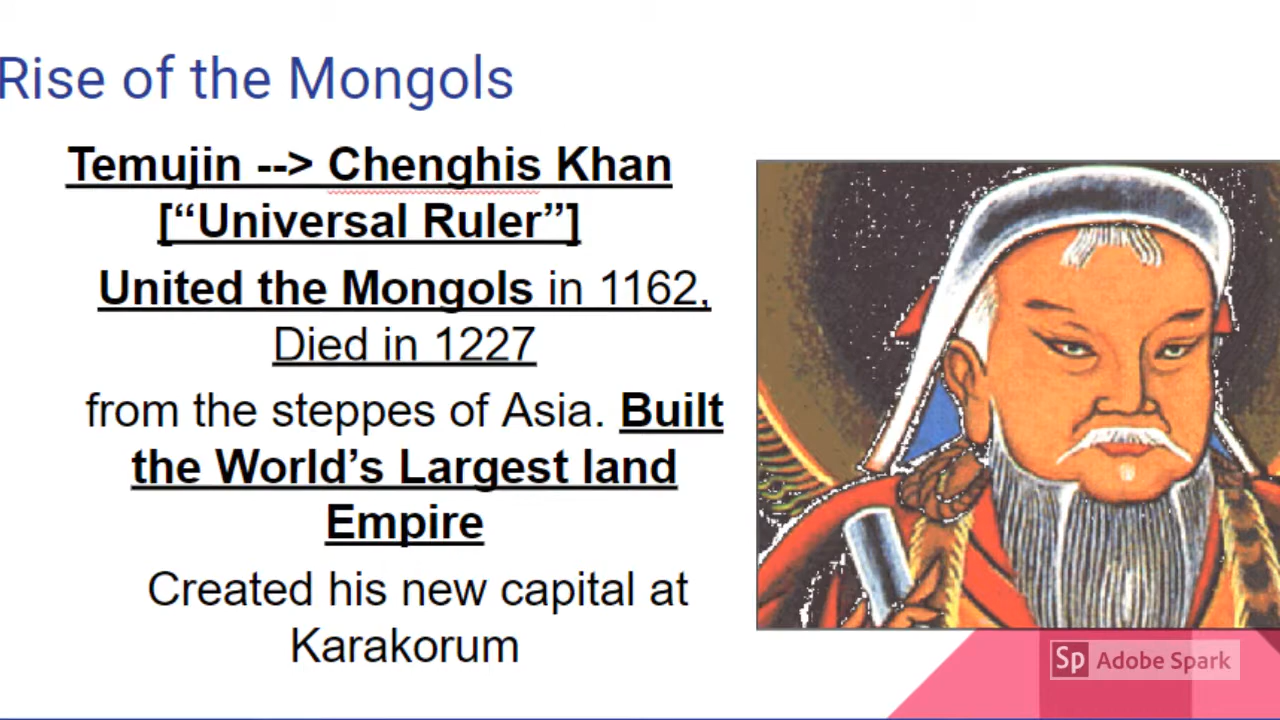 Rise of the Mongols
Temujin --> Chenghis Khan
[“Universal Ruler”]
United the Mongols in 1162,
Died in 1227
from the steppes of Asia. Built
the World’s Largest land
Empire
Created his new capital at
Karakorum
Sp Adobe Spark